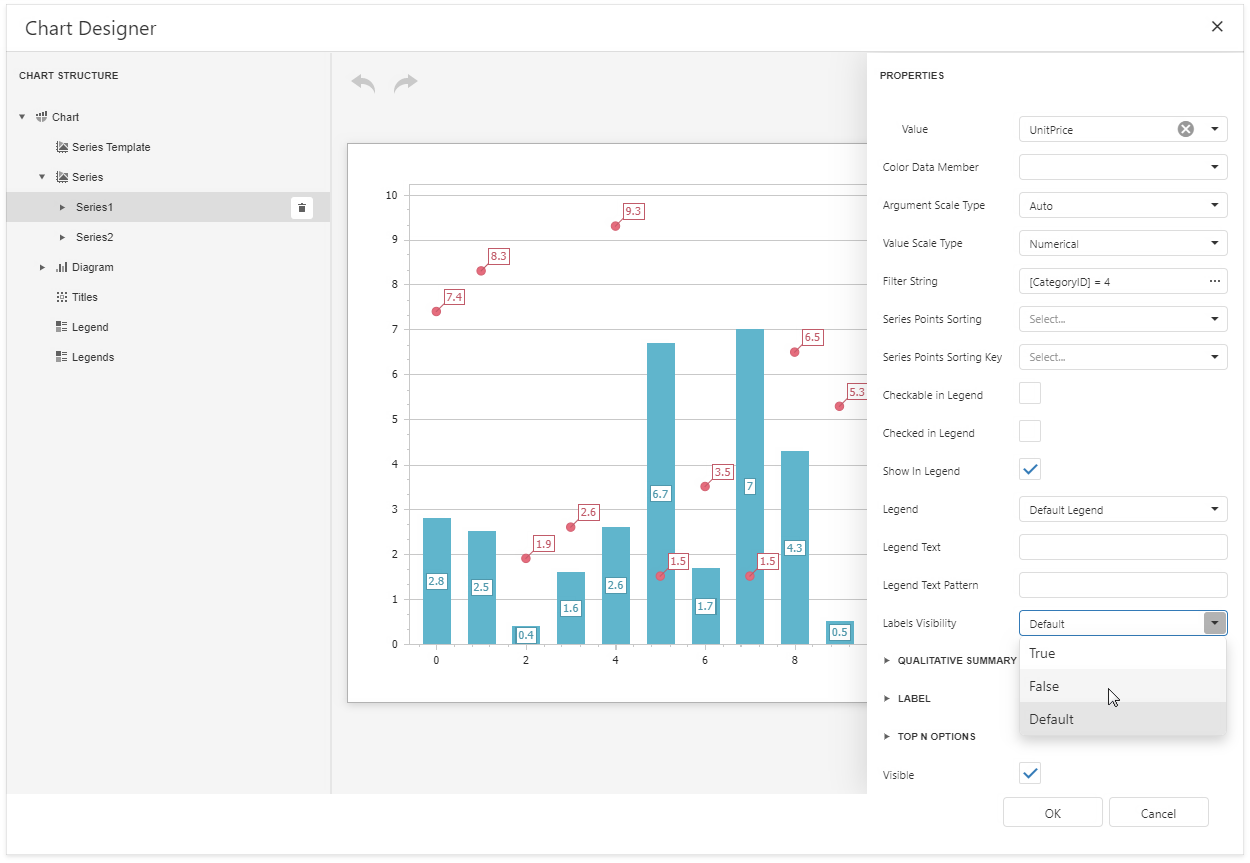 Chart Designer
CHART STRUCTURE
Chart
Series Template
Series
Series1
Series2
Diagram
Titles
Legend
Legends
10
9
8
7
6
5
4
3
2
1
0
0
2
4
6
8
7.4
8.3
1.9
2.6
9.3
1.5
3.5
1.5
6.5
5.3
2.8
2.5
0.4
1.6
2.6
6.7
1.7
7
4.3
0.5
PROPERTIES
Value UnitPrice
Color Data Member
Argument Scale Type Auto
Value Scale Type Numerical
Filter String [CategoryID] = 4 ...
Series Points Sorting Select...
Series Points Sorting Key Select...
Checkable in Legend
Checked in Legend
Show In Legend
Legend Default Legend
Legend Text
Legend Text Pattern
Labels Visibility Default
True
False
Default
QUALITATIVE SUMMARY
LABEL
TOP N OPTIONS
Visible
OK Cancel